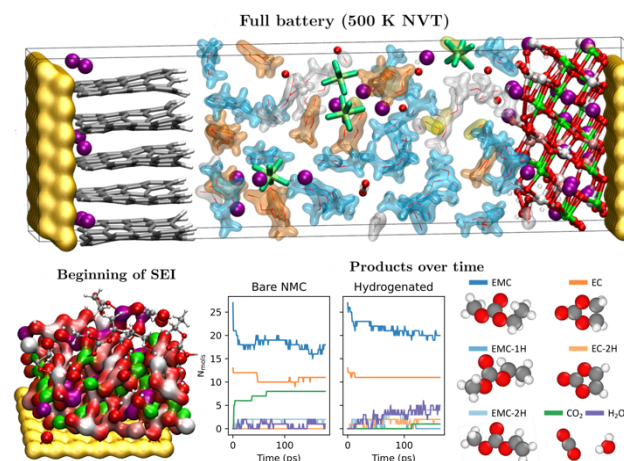 Full battery (500 K NVT)
Beginning of SEI
Products over time
Bare NMC
Hydrogenated
EMC
EC
EMC-1H
EC-2H
EMC-2H
CO₂
H₂O
N_mols
25
20
15
10
5
0
0
100
0
100
Time (ps)
Time (ps)